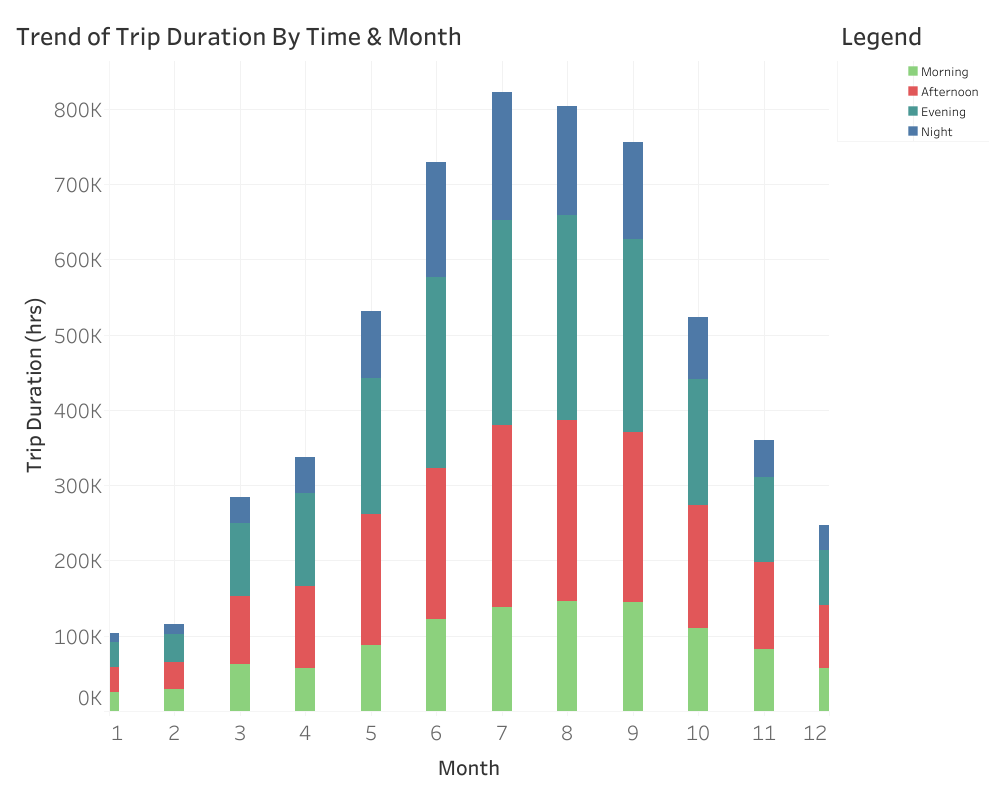 Trend of Trip Duration By Time & Month
Legend
Morning
Afternoon
Evening
Night
Trip Duration (hrs)
800K
700K
600K
500K
400K
300K
200K
100K
0K
1 2 3 4 5 6 7 8 9 10 11 12
Month